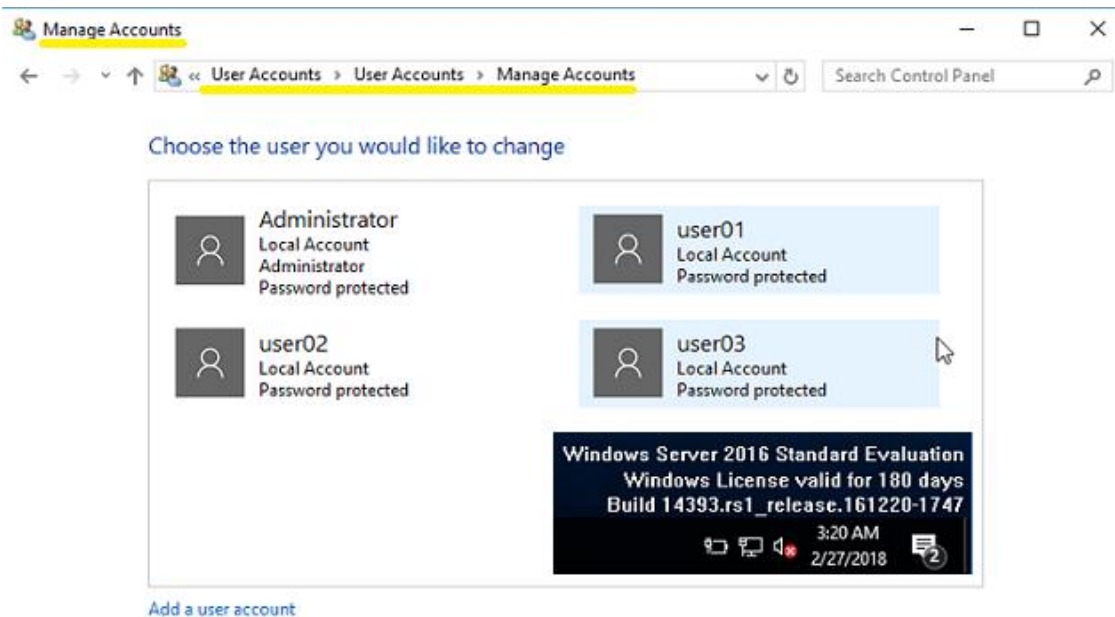 Manage Accounts
« User Accounts › User Accounts › Manage Accounts
Search Control Panel
Choose the user you would like to change
Administrator
Local Account
Administrator
Password protected
user01
Local Account
Password protected
user02
Local Account
Password protected
user03
Local Account
Password protected
Windows Server 2016 Standard Evaluation
Windows License valid for 180 days
Build 14393.rs1_release.161220-1747
3:20 AM
2/27/2018
2
Add a user account